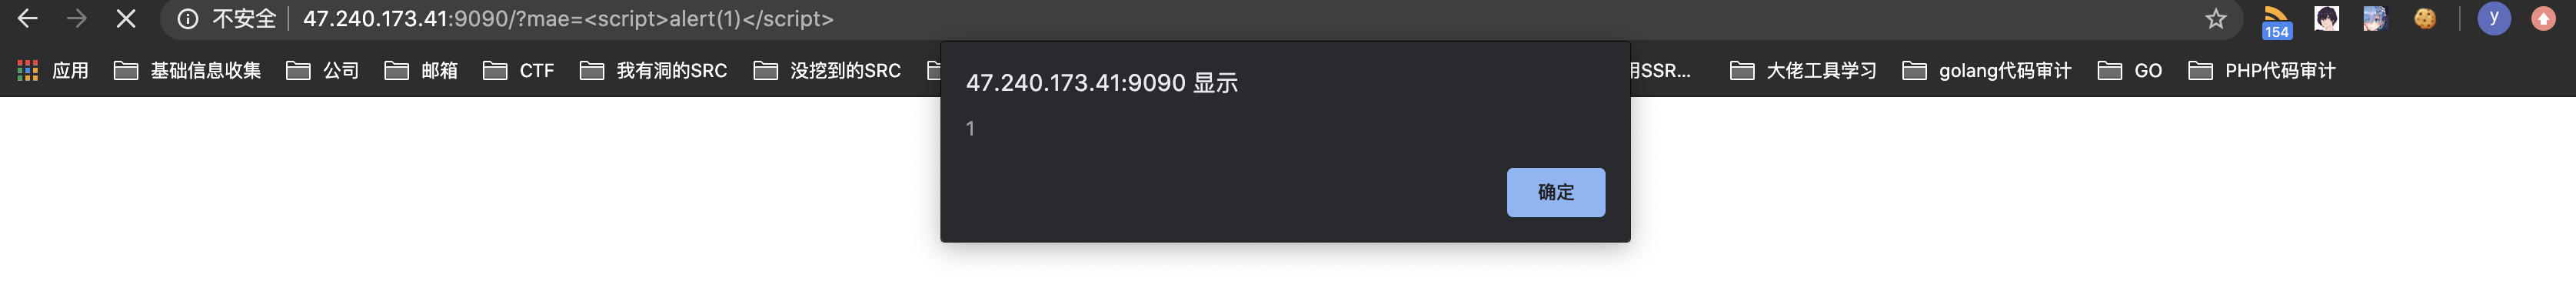 不安全 47.240.173.41:9090/?mae=<script>alert(1)</script>
154
y
应用 基础信息收集 公司 邮箱 CTF 我有洞的SRC 没挖到的SRC 用SSR... 大佬工具学习 golang代码审计 GO PHP代码审计
47.240.173.41:9090 显示
1
确定